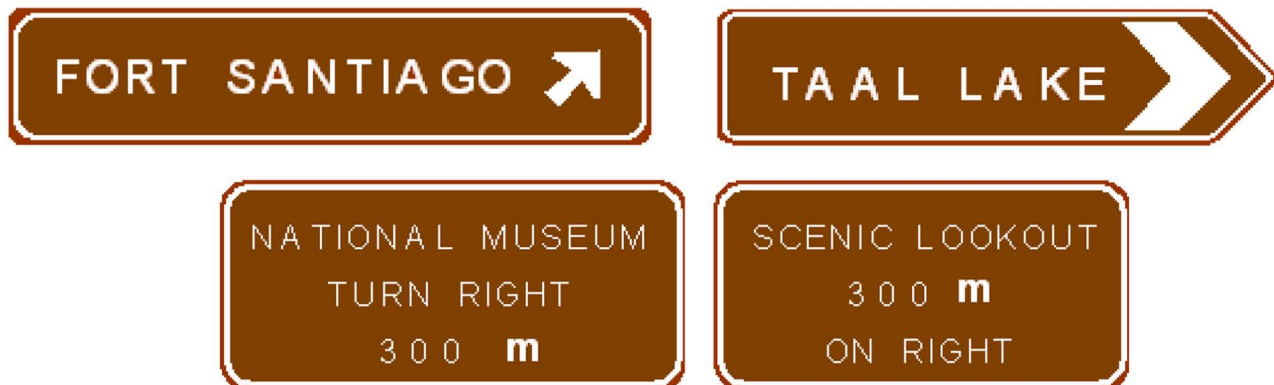 FORT SANTIAGO
TAAL LAKE
NATIONAL MUSEUM
TURN RIGHT
300 m
SCENIC LOOKOUT
300 m
ON RIGHT